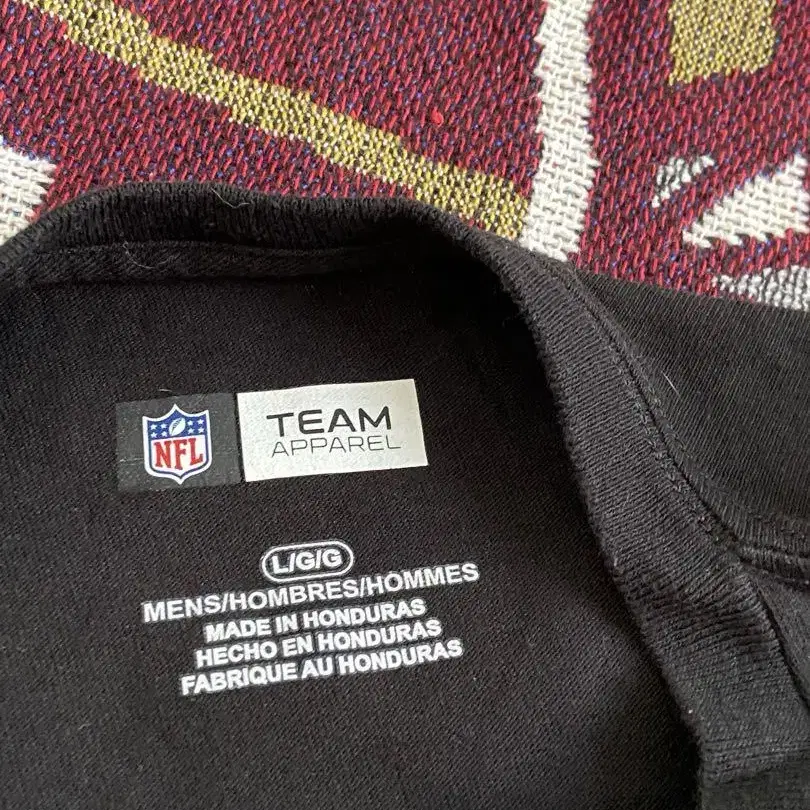 NFL
TEAM
APPAREL
L/G/G
MENS/HOMBRES/HOMMES
MADE IN HONDURAS
HECHO EN HONDURAS
FABRIQUE AU HONDURAS